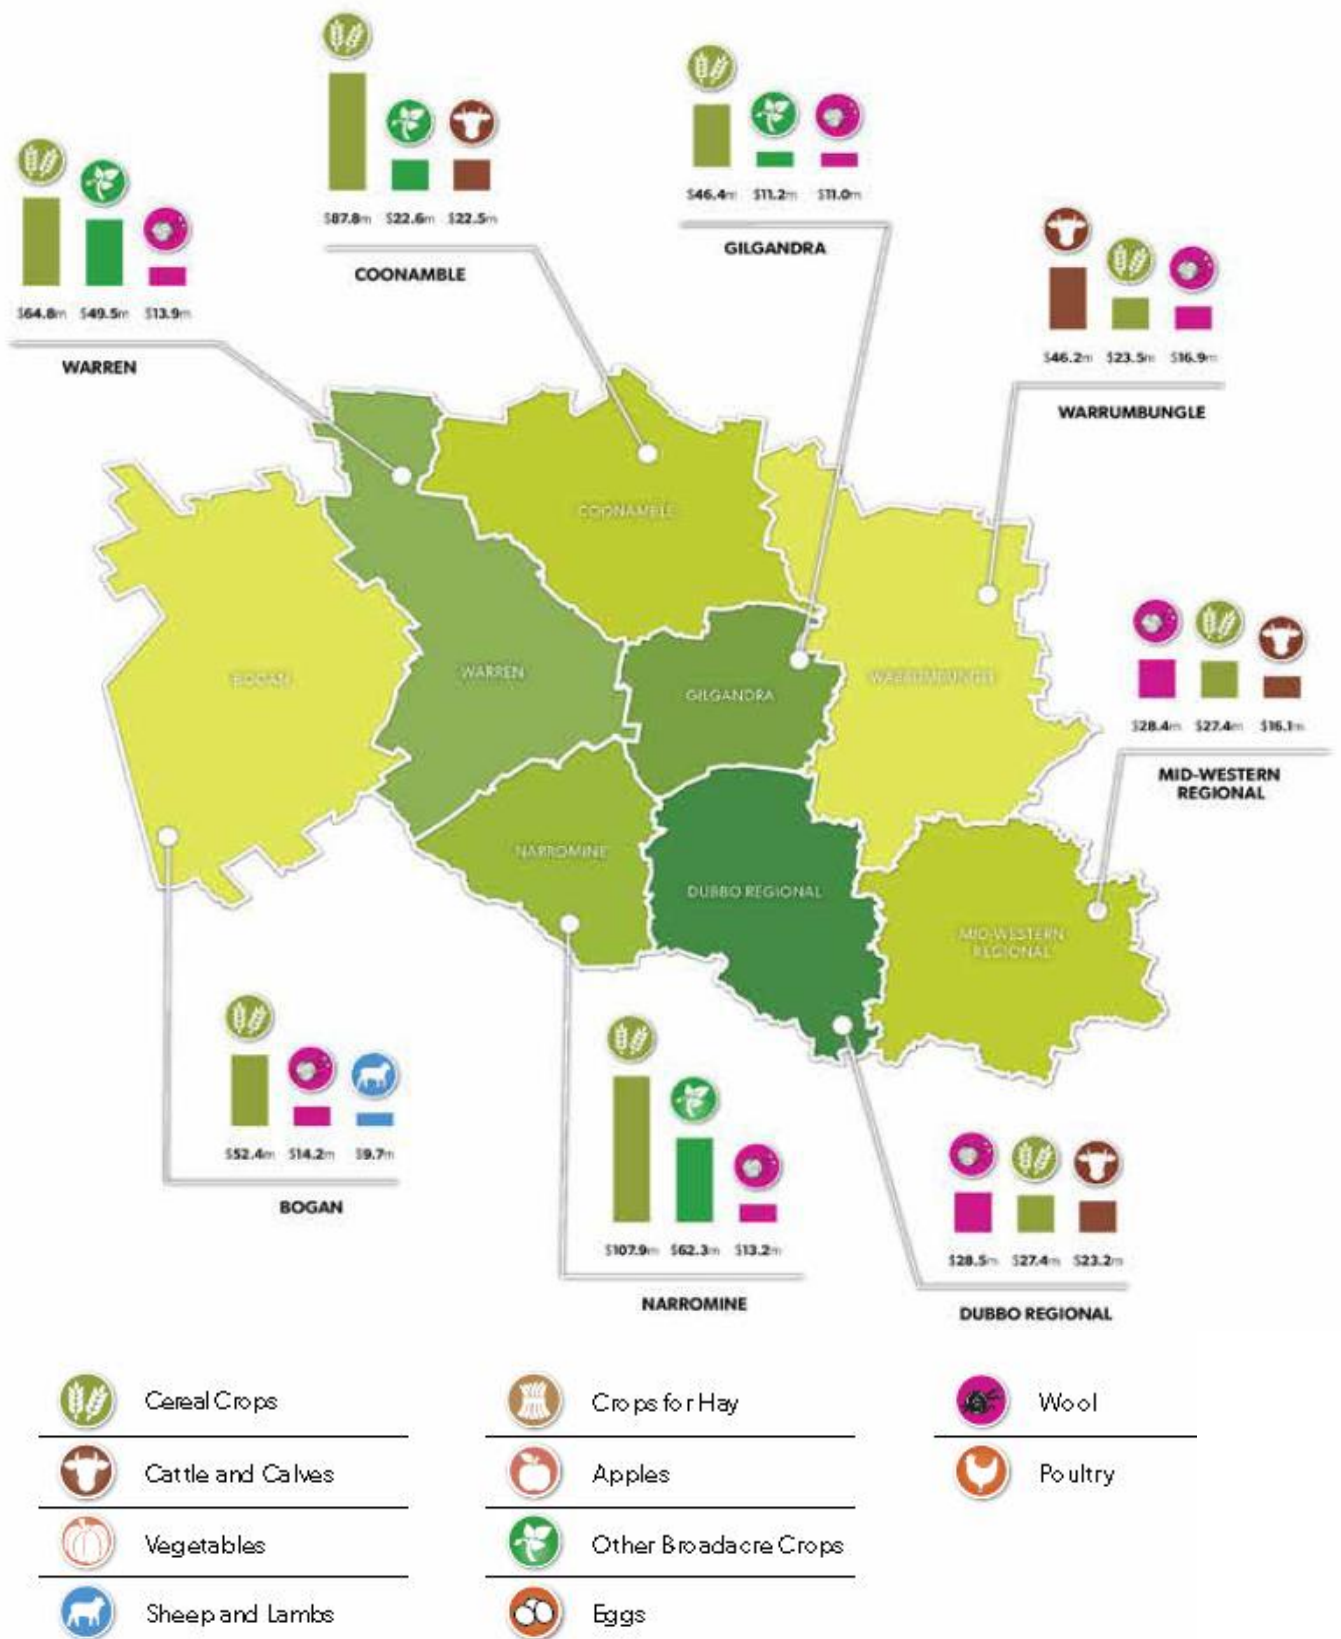 $87.8m $22.6m $22.5m
COONAMBLE
$46.4m $11.2m $11.0m
GILGANDRA
$64.8m $49.5m $13.9m
WARREN
$46.2m $23.5m $16.9m
WARRUMBUNGLE
COONAMBLE
BOGAN
WARREN
GILGANDRA
WARRUMBUNGLE
$28.4m $27.4m $16.1m
MID-WESTERN
REGIONAL
NARROMINE
DUBBO REGIONAL
MID-WESTERN
REGIONAL
$52.4m $14.2m $9.7m
BOGAN
$107.9m $62.3m $13.2m
NARROMINE
$28.5m $27.4m $23.2m
DUBBO REGIONAL
Cereal Crops
Cattle and Calves
Vegetables
Sheep and Lambs
Crops for Hay
Apples
Other Broadacre Crops
Eggs
Wool
Poultry